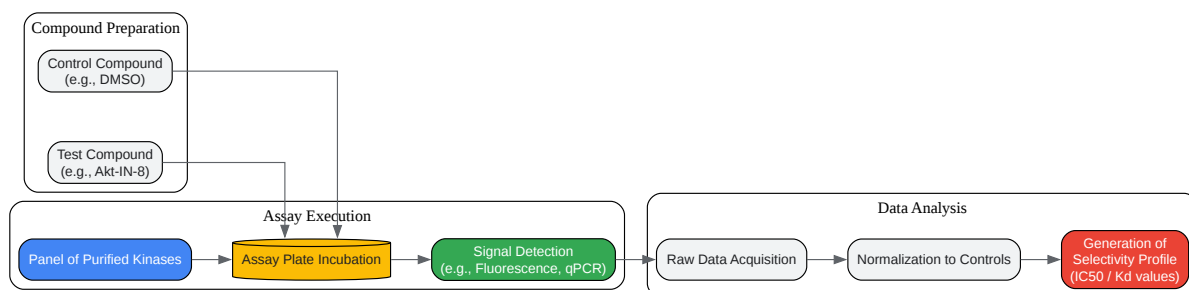 Compound Preparation
Control Compound
(e.g., DMSO)
Test Compound
(e.g., Akt-IN-8)
Assay Execution
Panel of Purified Kinases
Assay Plate Incubation
Signal Detection
(e.g., Fluorescence, qPCR)
Data Analysis
Raw Data Acquisition
Normalization to Controls
Generation of
Selectivity Profile
(IC50 / Kd values)